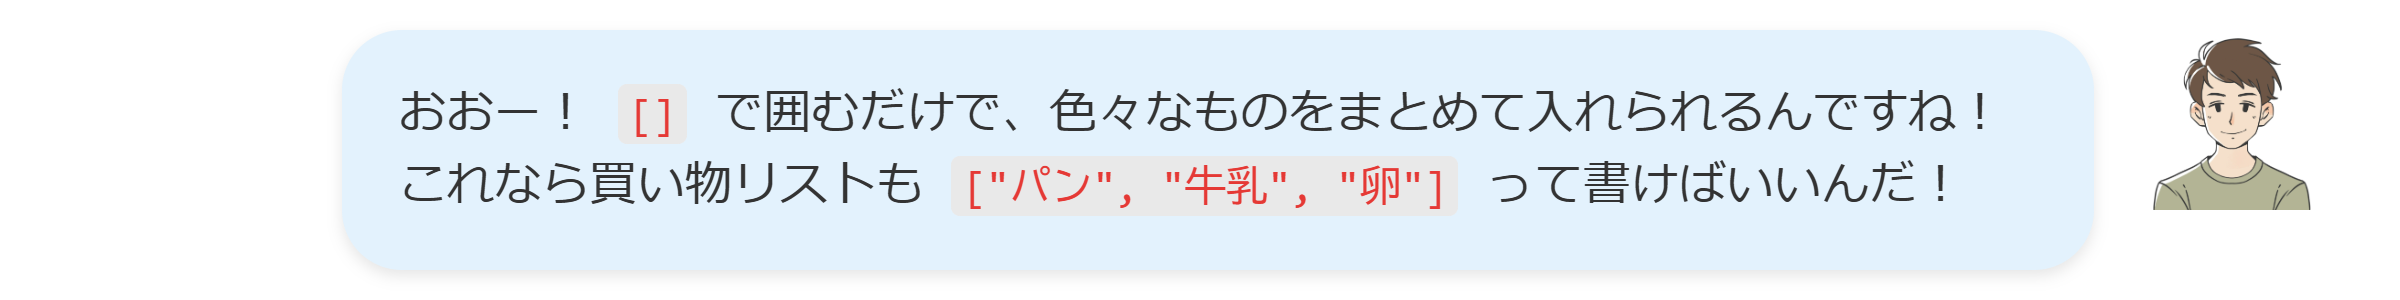 おおー！ [] で囲むだけで、色々なものをまとめて入れられるんですね！
これなら買い物リストも ["パン", "牛乳", "卵"] って書けばいいんだ！